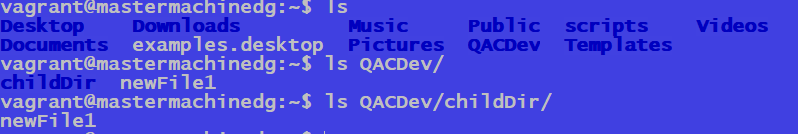 vagrant@mastermachinedg:~$ ls
Desktop Downloads Music Public scripts Videos
Documents examples.desktop Pictures QACDev Templates
vagrant@mastermachinedg:~$ ls QACDev/
childDir newFile1
vagrant@mastermachinedg:~$ ls QACDev/childDir/
newFile1